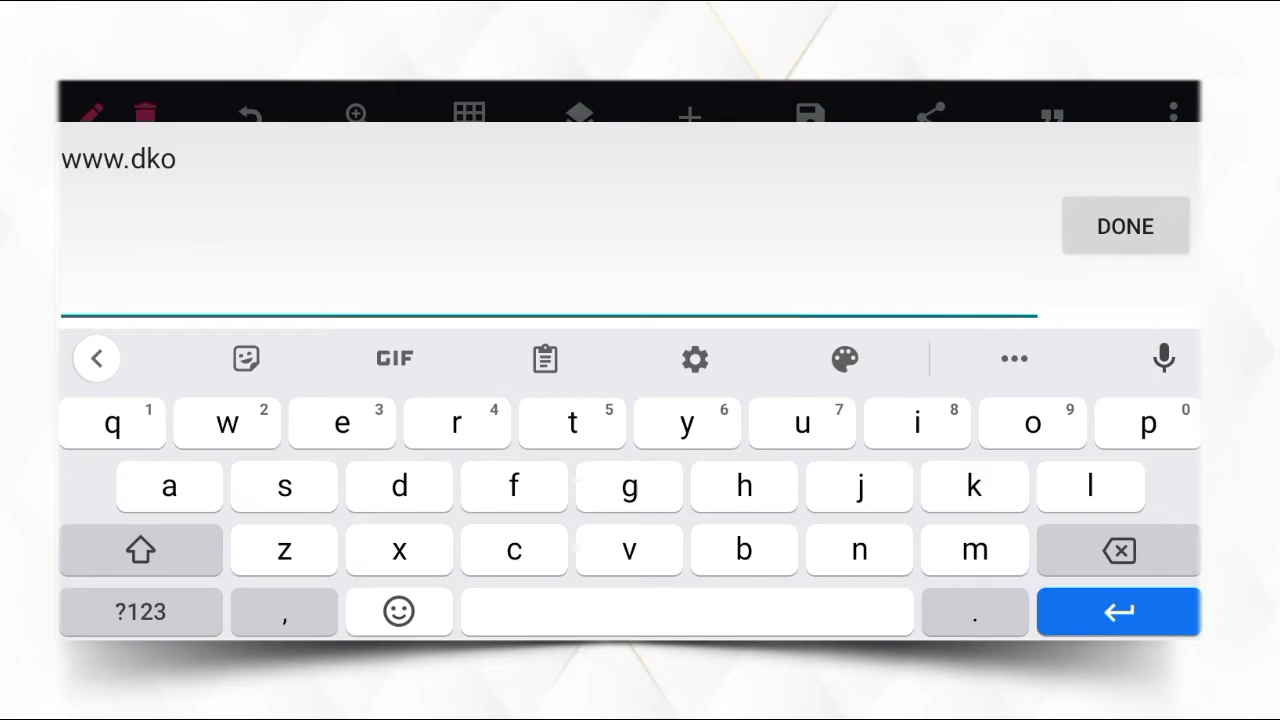 www.dko
DONE
GIF
q 1 w 2 e 3 r 4 t 5 y 6 u 7 i 8 o 9 p 0
a s d f g h j k l
z x c v b n m
?123 , .